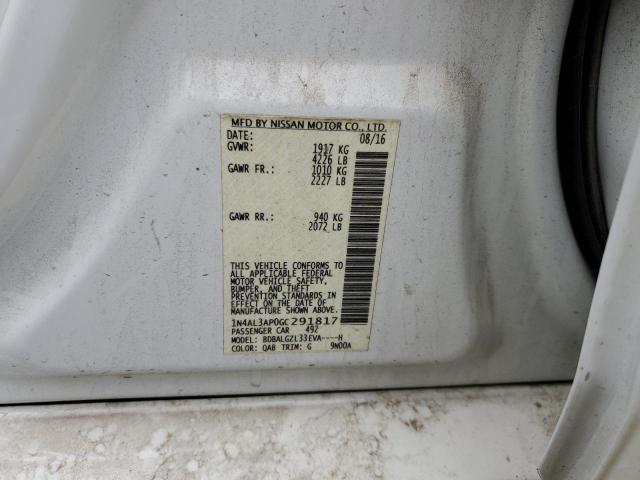 MFD BY NISSAN MOTOR CO., LTD.
DATE: 08/16
GVWR: 1917 KG
4226 LB
GAWR FR.: 1010 KG
2227 LB
GAWR RR.: 940 KG
2072 LB
THIS VEHICLE CONFORMS TO
ALL APPLICABLE FEDERAL
MOTOR VEHICLE SAFETY,
BUMPER, AND THEFT
PREVENTION STANDARDS IN
EFFECT ON THE DATE OF
MANUFACTURE SHOWN ABOVE.
1N4AL3AP0GC291817
PASSENGER CAR 492
MODEL: BDBALGZL33EVA----H
COLOR: QAB TRIM: G 9N00A